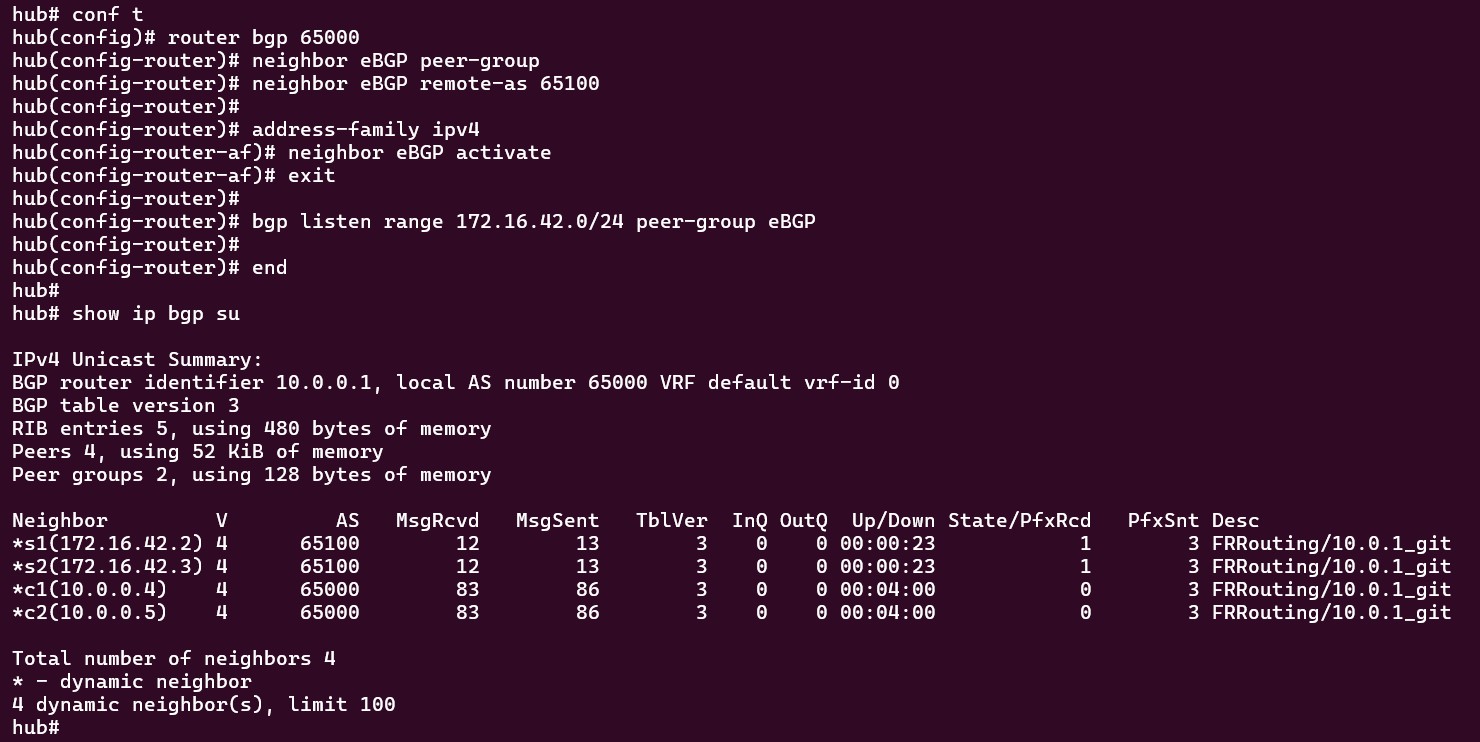 hub# conf t
hub(config)# router bgp 65000
hub(config-router)# neighbor eBGP peer-group
hub(config-router)# neighbor eBGP remote-as 65100
hub(config-router)#
hub(config-router)# address-family ipv4
hub(config-router-af)# neighbor eBGP activate
hub(config-router-af)# exit
hub(config-router)#
hub(config-router)# bgp listen range 172.16.42.0/24 peer-group eBGP
hub(config-router)#
hub(config-router)# end
hub#
hub# show ip bgp su

IPv4 Unicast Summary:
BGP router identifier 10.0.0.1, local AS number 65000 VRF default vrf-id 0
BGP table version 3
RIB entries 5, using 480 bytes of memory
Peers 4, using 52 KiB of memory
Peer groups 2, using 128 bytes of memory

Neighbor         V         AS   MsgRcvd   MsgSent   TblVer  InQ OutQ  Up/Down State/PfxRcd   PfxSnt Desc
*s1(172.16.42.2) 4      65100        12        13        3    0    0 00:00:23            1        3 FRRouting/10.0.1_git
*s2(172.16.42.3) 4      65100        12        13        3    0    0 00:00:23            1        3 FRRouting/10.0.1_git
*c1(10.0.0.4)    4      65000        83        86        3    0    0 00:04:00            0        3 FRRouting/10.0.1_git
*c2(10.0.0.5)    4      65000        83        86        3    0    0 00:04:00            0        3 FRRouting/10.0.1_git

Total number of neighbors 4
* - dynamic neighbor
4 dynamic neighbor(s), limit 100
hub#